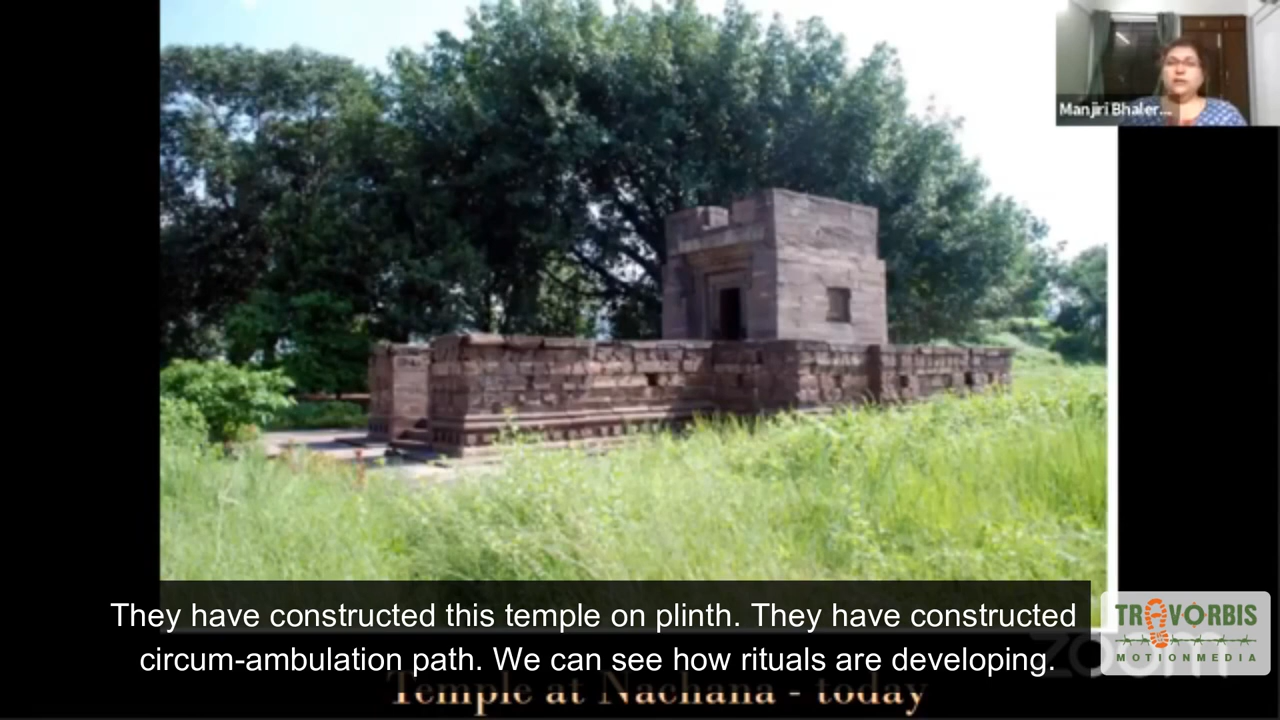 Manjiri Bhaler...
They have constructed this temple on plinth. They have constructed
circum-ambulation path. We can see how rituals are developing.
TRAVORBIS
MOTIONMEDIA
zoom
Temple at Nachana - today